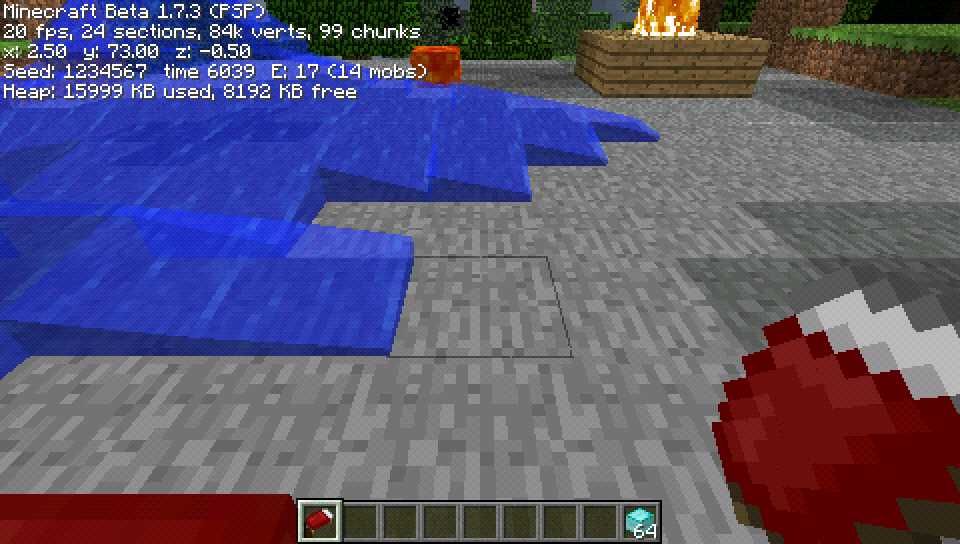 Minecraft Beta 1.7.3 (PSP)
20 fps, 24 sections, 84k verts, 99 chunks
x: 2.50 y: 73.00 z: -0.50
Seed: 1234567 time 6039 E: 17 (14 mobs)
Heap: 15999 KB used, 8192 KB free
64